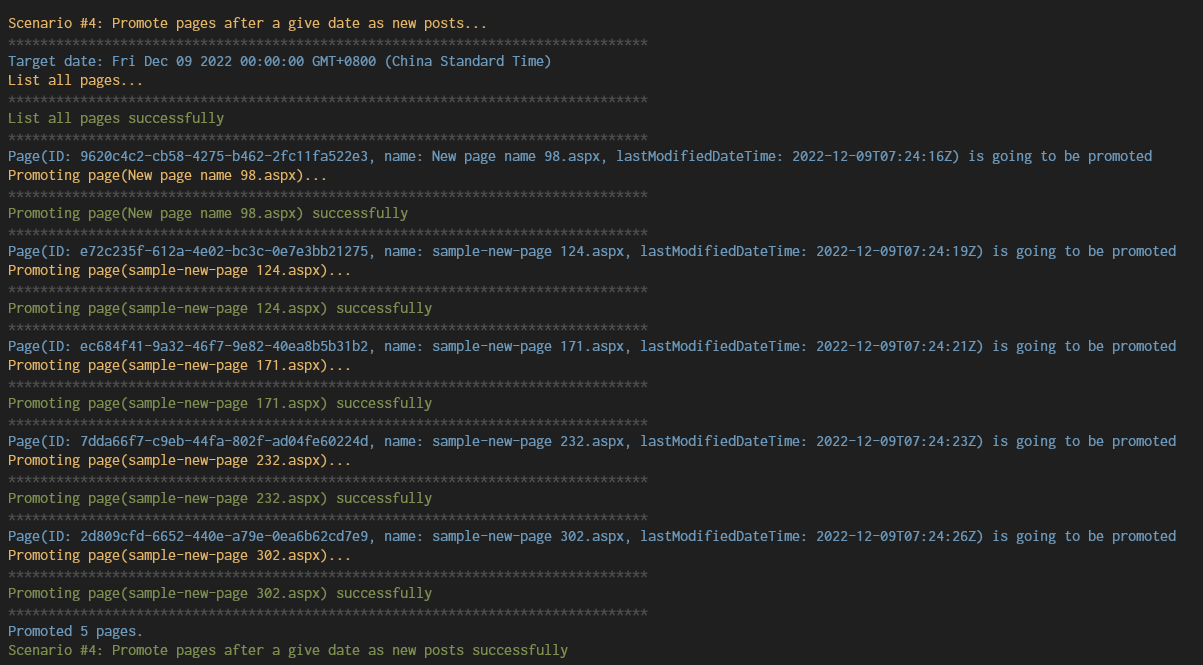 Scenario #4: Promote pages after a give date as new posts...
********************************************************************************
Target date: Fri Dec 09 2022 00:00:00 GMT+0800 (China Standard Time)
List all pages...
********************************************************************************
List all pages successfully
********************************************************************************
Page(ID: 9620c4c2-cb58-4275-b462-2fc11fa522e3, name: New page name 98.aspx, lastModifiedDateTime: 2022-12-09T07:24:16Z) is going to be promoted
Promoting page(New page name 98.aspx)...
********************************************************************************
Promoting page(New page name 98.aspx) successfully
********************************************************************************
Page(ID: e72c235f-612a-4e02-bc3c-0e7e3bb21275, name: sample-new-page 124.aspx, lastModifiedDateTime: 2022-12-09T07:24:19Z) is going to be promoted
Promoting page(sample-new-page 124.aspx)...
********************************************************************************
Promoting page(sample-new-page 124.aspx) successfully
********************************************************************************
Page(ID: ec684f41-9a32-46f7-9e82-40ea8b5b31b2, name: sample-new-page 171.aspx, lastModifiedDateTime: 2022-12-09T07:24:21Z) is going to be promoted
Promoting page(sample-new-page 171.aspx)...
********************************************************************************
Promoting page(sample-new-page 171.aspx) successfully
********************************************************************************
Page(ID: 7dda66f7-c9eb-44fa-802f-ad04fe60224d, name: sample-new-page 232.aspx, lastModifiedDateTime: 2022-12-09T07:24:23Z) is going to be promoted
Promoting page(sample-new-page 232.aspx)...
********************************************************************************
Promoting page(sample-new-page 232.aspx) successfully
********************************************************************************
Page(ID: 2d809cfd-6652-440e-a79e-0ea6b62cd7e9, name: sample-new-page 302.aspx, lastModifiedDateTime: 2022-12-09T07:24:26Z) is going to be promoted
Promoting page(sample-new-page 302.aspx)...
********************************************************************************
Promoting page(sample-new-page 302.aspx) successfully
********************************************************************************
Promoted 5 pages.
Scenario #4: Promote pages after a give date as new posts successfully